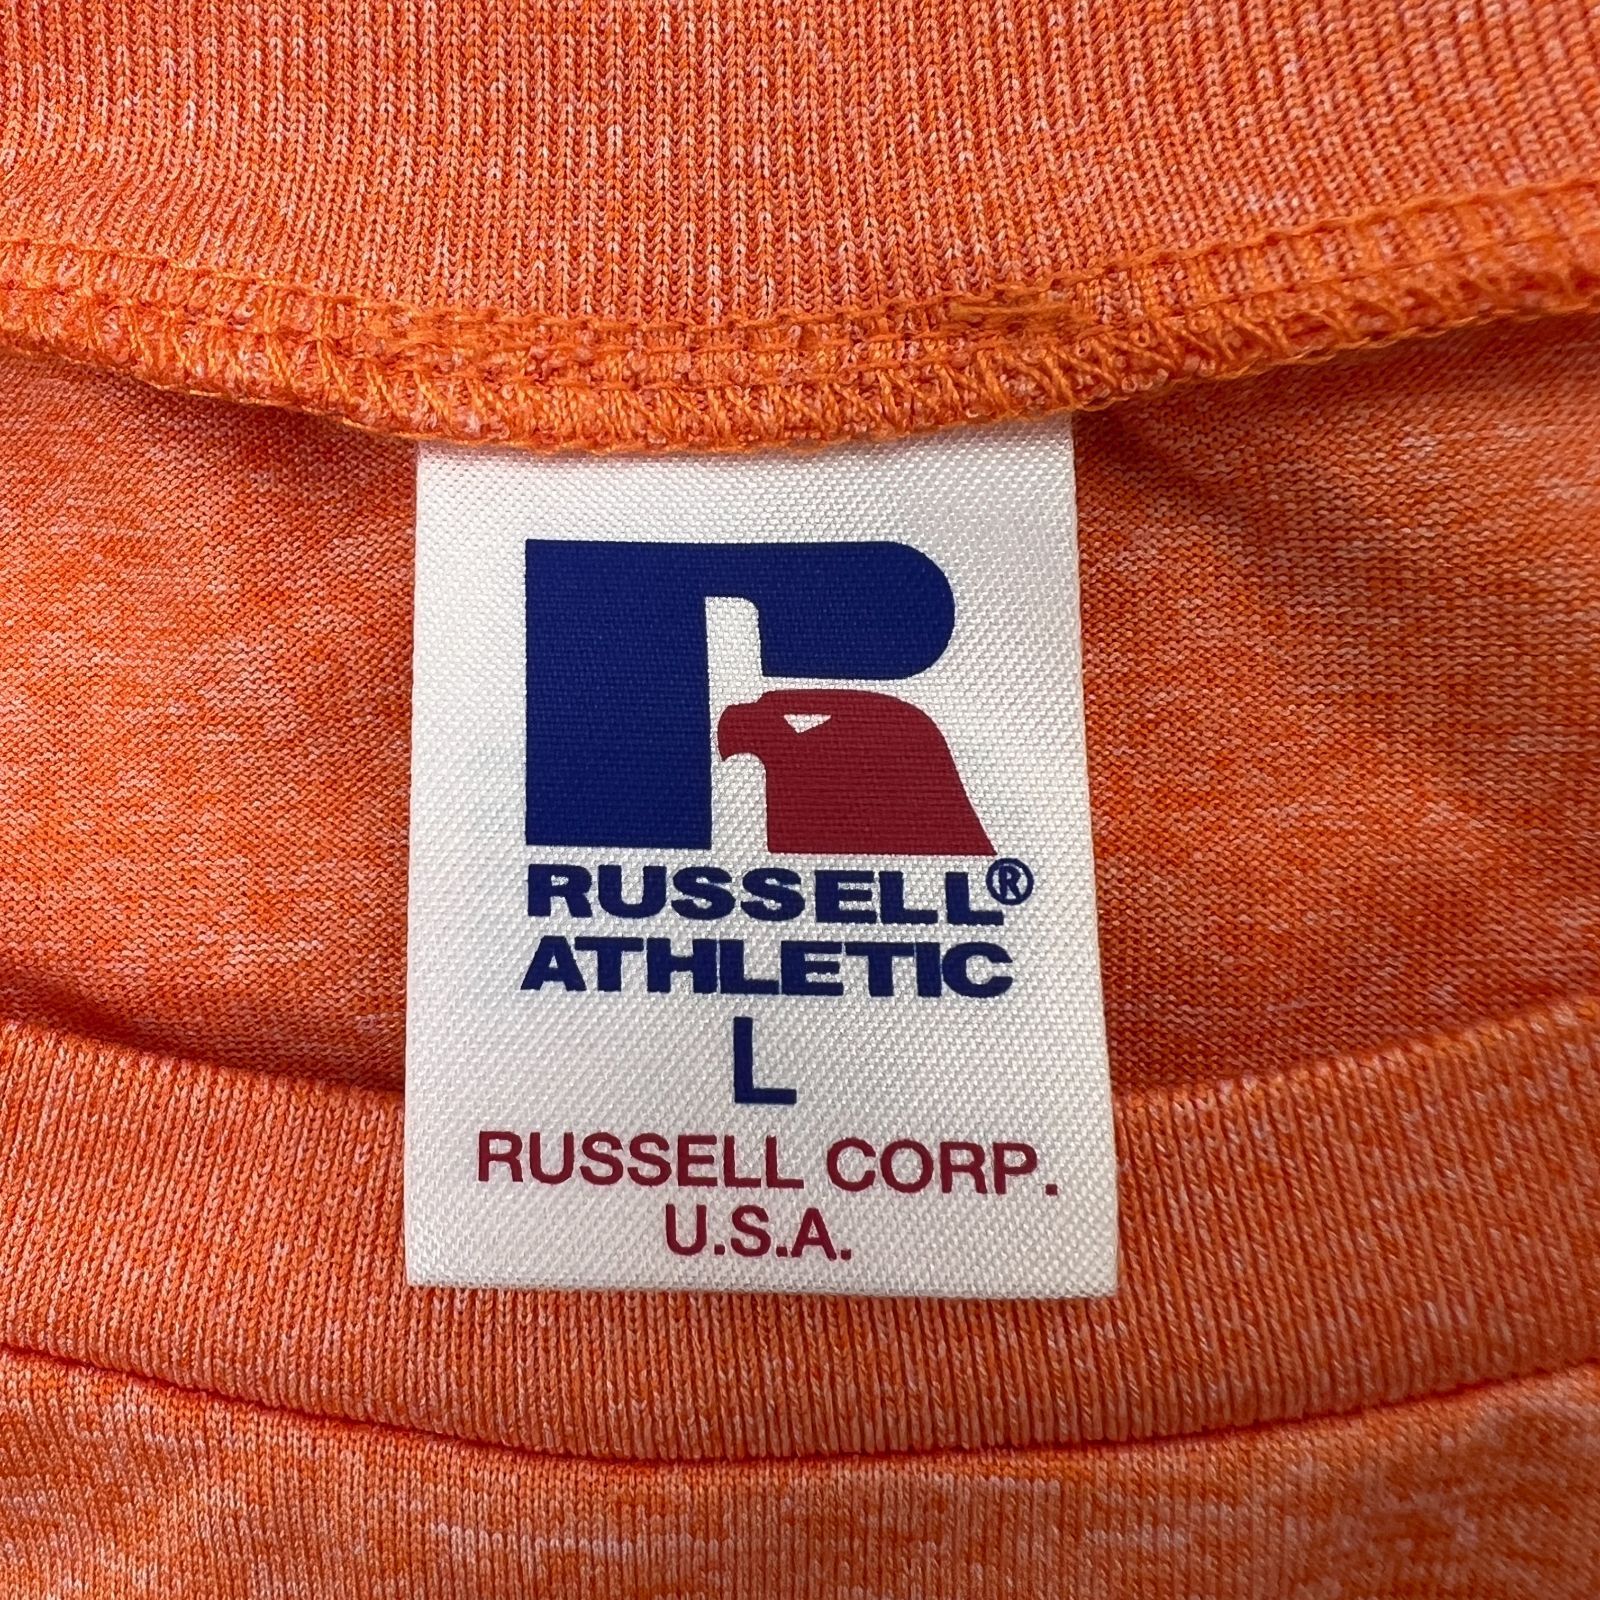 RUSSELL®
ATHLETIC
L
RUSSELL CORP.
U.S.A.